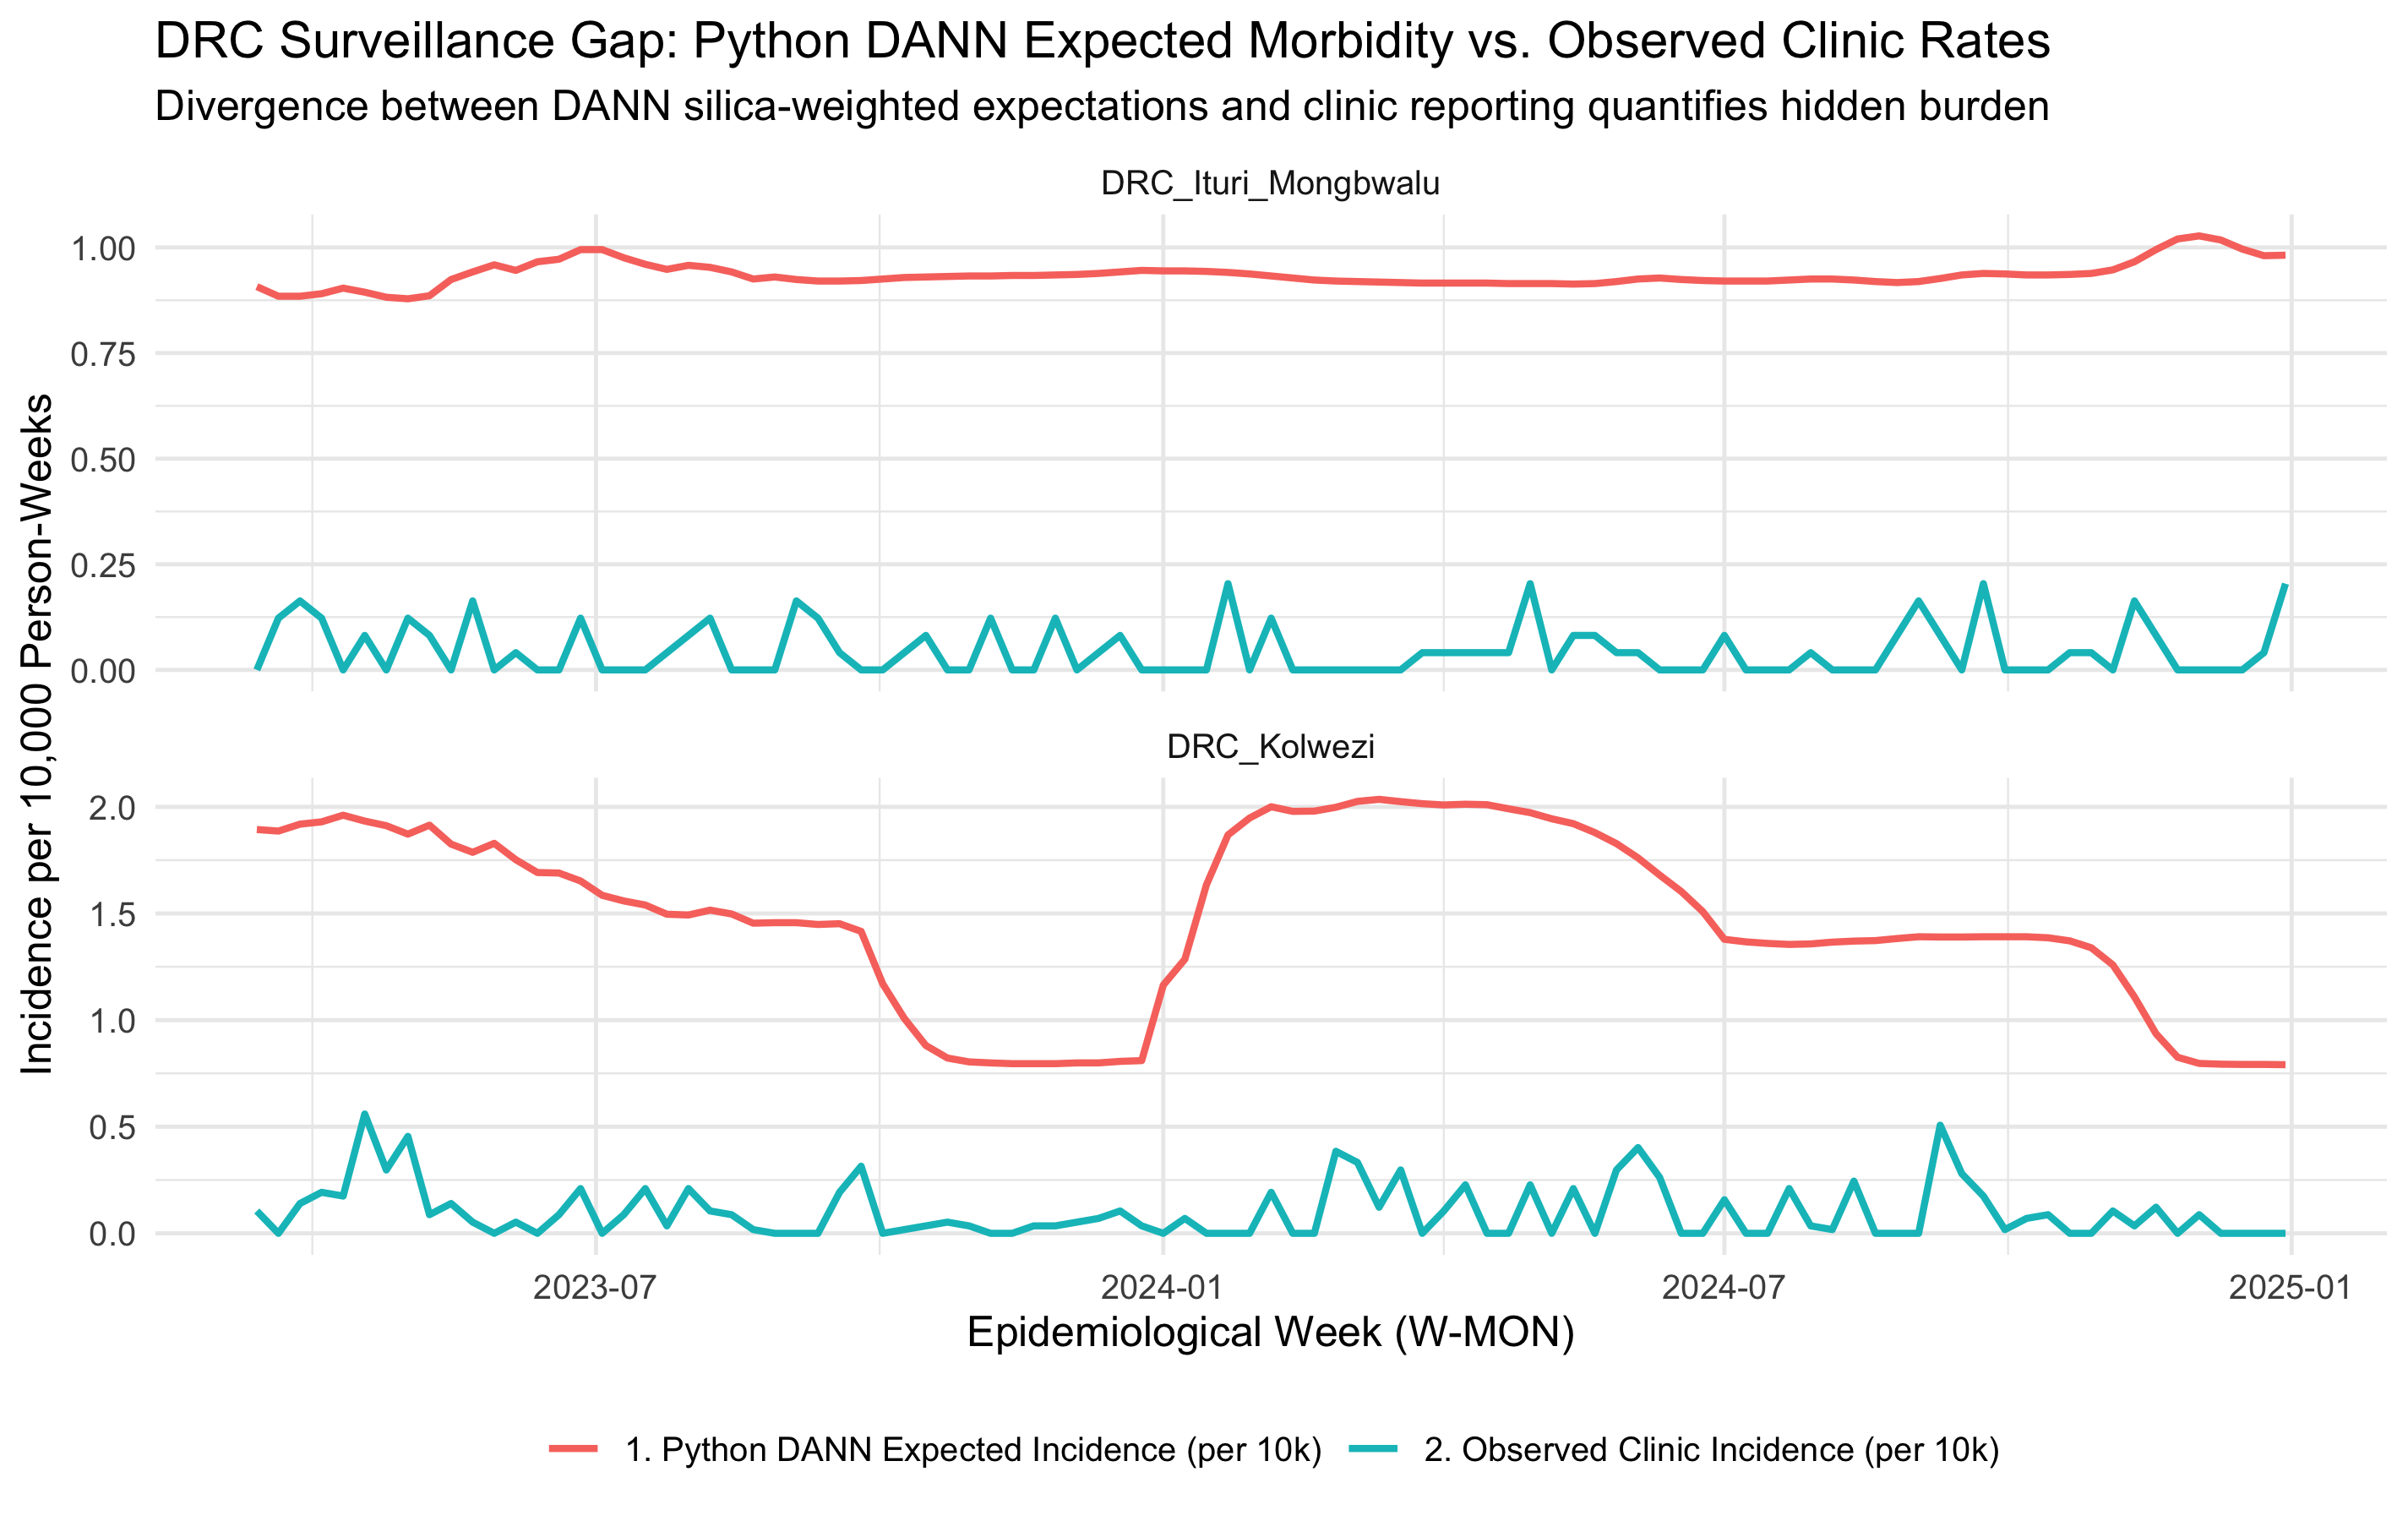 DRC Surveillance Gap: Python DANN Expected Morbidity vs. Observed Clinic Rates
Divergence between DANN silica-weighted expectations and clinic reporting quantifies hidden burden
DRC_Ituri_Mongbwalu
1.00
0.75
0.50
0.25
0.00
Incidence per 10,000 Person-Weeks
DRC_Kolwezi
2.0
1.5
1.0
0.5
0.0
2023-07 2024-01 2024-07 2025-01
Epidemiological Week (W-MON)
1. Python DANN Expected Incidence (per 10k) 2. Observed Clinic Incidence (per 10k)